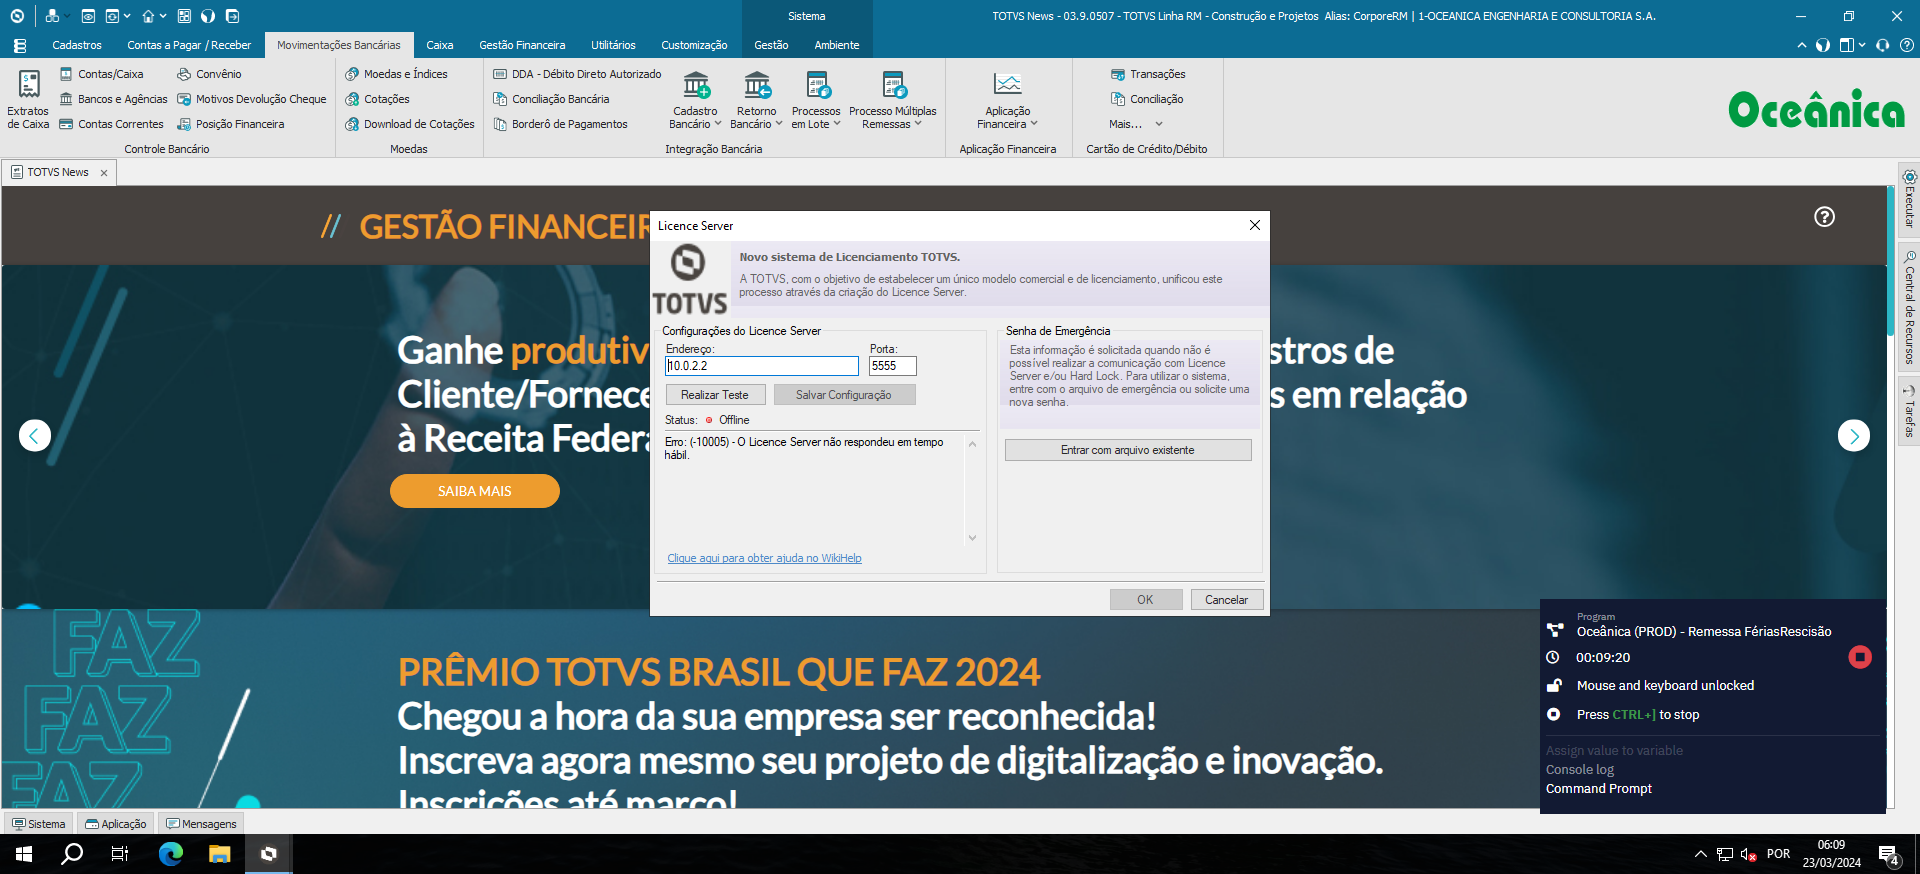 Sistema
TOTVS News - 03.9.0507 - TOTVS Linha RM - Construção e Projetos Alias: CorporeRM | 1-OCEANICA ENGENHARIA E CONSULTORIA S.A.
Cadastros
Contas a Pagar / Receber
Movimentações Bancárias
Caixa
Gestão Financeira
Utilitários
Customização
Gestão
Ambiente
Extratos
de Caixa
Contas/Caixa
Bancos e Agências
Contas Correntes
Convênio
Motivos Devolução Cheque
Posição Financeira
Controle Bancário
Moedas e Índices
Cotações
Download de Cotações
Moedas
DDA - Débito Direto Autorizado
Conciliação Bancária
Borderô de Pagamentos
Cadastro
Bancário
Retorno
Bancário
Processos
em Lote
Processo Múltiplas
Remessas
Integração Bancária
Aplicação
Financeira
Aplicação Financeira
Transações
Conciliação
Mais...
Cartão de Crédito/Débito
Oceânica
TOTVS News
// GESTÃO FINANCEIR
Ganhe produtiv
Cliente/Fornece
à Receita Federa
stros de
s em relação
SAIBA MAIS
Licence Server
TOTVS
Novo sistema de Licenciamento TOTVS.
A TOTVS, com o objetivo de estabelecer um único modelo comercial e de licenciamento, unificou este
processo através da criação do Licence Server.
Configurações do Licence Server
Endereço:
Porta:
10.0.2.2
5555
Realizar Teste
Salvar Configuração
Status:
Offline
Erro: (-10005) - O Licence Server não respondeu em tempo
hábil.
Clique aqui para obter ajuda no WikiHelp
Senha de Emergência
Esta informação é solicitada quando não é
possível realizar a comunicação com Licence
Server e/ou Hard Lock. Para utilizar o sistema,
entre com o arquivo de emergência ou solicite uma
nova senha.
Entrar com arquivo existente
OK
Cancelar
Executar
Central de Recursos
Tarefas
FAZ
FAZ
FAZ
PRÊMIO TOTVS BRASIL QUE FAZ 2024
Chegou a hora da sua empresa ser reconhecida!
Inscreva agora mesmo seu projeto de digitalização e inovação.
Inscrições até março!
Program
Oceânica (PROD) - Remessa FériasRescisão
00:09:20
Mouse and keyboard unlocked
Press CTRL+] to stop
Assign value to variable
Console log
Command Prompt
Sistema
Aplicação
Mensagens
POR
06:09
23/03/2024
4